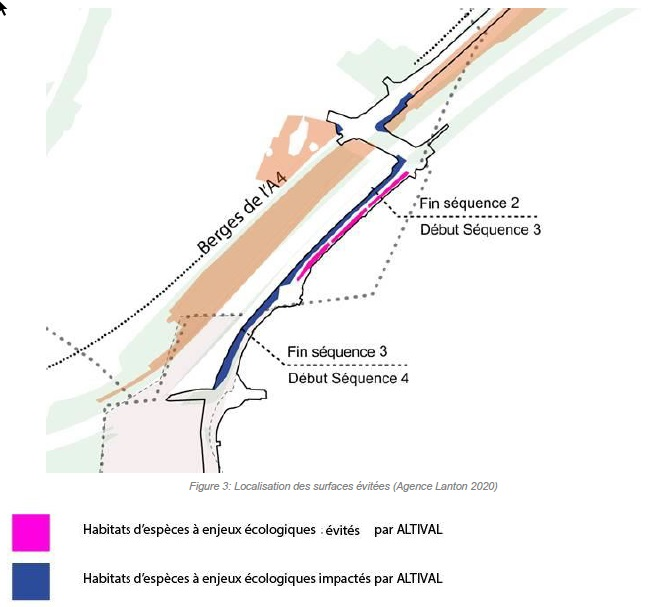 Berges de l'A4
Fin séquence 2
Début Séquence 3
Fin séquence 3
Début Séquence 4
Figure 3: Localisation des surfaces évitées (Agence Lanton 2020)
Habitats d'espèces à enjeux écologiques évités par ALTIVAL
Habitats d'espèces à enjeux écologiques impactés par ALTIVAL